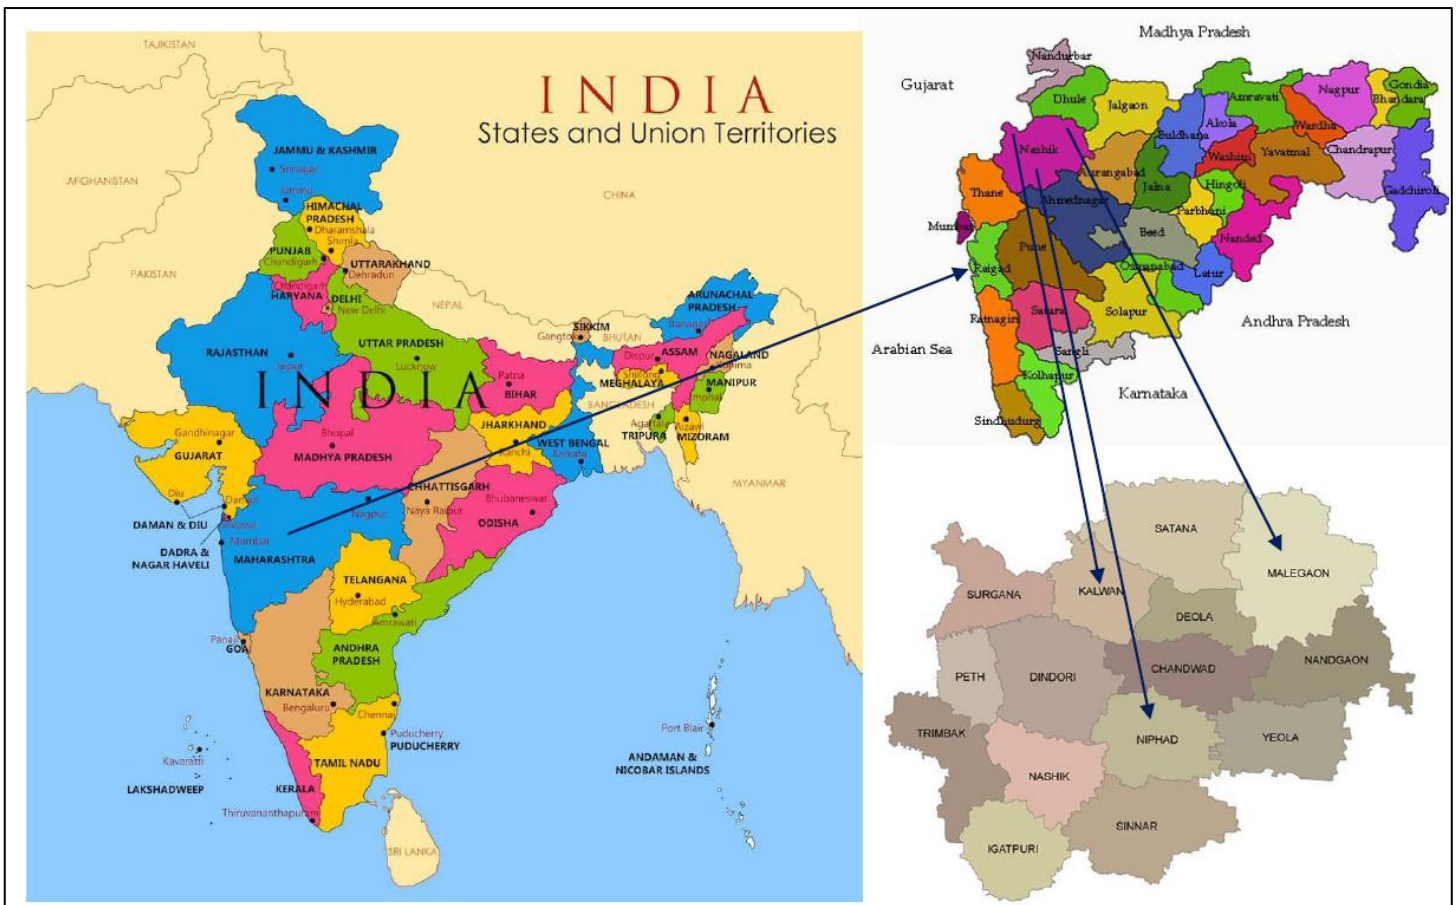 INDIA
States and Union Territories
TAJIKISTAN
AFGHANISTAN
PAKISTAN
CHINA
NEPAL
BHUTAN
BANGLADESH
MYANMAR
SRI LANKA
INDIA
JAMMU & KASHMIR
Srinagar
Jammu
HIMACHAL
PRADESH
Dharamshala
Shimla
PUNJAB
Chandigarh
UTTARAKHAND
Dehradun
Chandigarh
HARYANA
DELHI
New Delhi
RAJASTHAN
Jaipur
UTTAR PRADESH
Lucknow
Patna
BIHAR
SIKKIM
Gangtok
ARUNACHAL
PRADESH
Itanagar
Dispur
ASSAM
NAGALAND
Kohima
Shillong
MEGHALAYA
MANIPUR
Imphal
Agartala
TRIPURA
Aizawl
MIZORAM
Gandhinagar
GUJARAT
Bhopal
MADHYA PRADESH
JHARKHAND
Ranchi
WEST BENGAL
Kolkata
Diu
Daman
DAMAN & DIU
Silvassa
DADRA &
NAGAR HAVELI
Mumbai
MAHARASHTRA
Nagpur
CHHATTISGARH
Naya Raipur
Bhubaneswar
ODISHA
TELANGANA
Hyderabad
Amrawati
ANDHRA
PRADESH
Panaji
GOA
KARNATAKA
Bengaluru
Chennai
Puducherry
PUDUCHERRY
TAMIL NADU
KERALA
Thiruvananthapuram
Kavaratti
LAKSHADWEEP
Port Blair
ANDAMAN &
NICOBAR ISLANDS
Madhya Pradesh
Gujarat
Arabian Sea
Andhra Pradesh
Karnataka
Nandurbar
Dhule
Jalgaon
Nashik
Buldhana
Akola
Amravati
Wardha
Nagpur
Bhandara
Gondia
Washim
Yavatmal
Chandrapur
Gadchiroli
Aurangabad
Jalna
Hingoli
Parbhani
Nanded
Thane
Mumbai
Ahmednagar
Beed
Pune
Raigad
Osmanabad
Latur
Ratnagiri
Satara
Solapur
Sangli
Kolhapur
Sindhudurg
SATANA
MALEGAON
SURGANA
KALWAN
DEOLA
PETH
DINDORI
CHANDWAD
NANDGAON
TRIMBAK
NIPHAD
YEOLA
NASHIK
SINNAR
IGATPURI